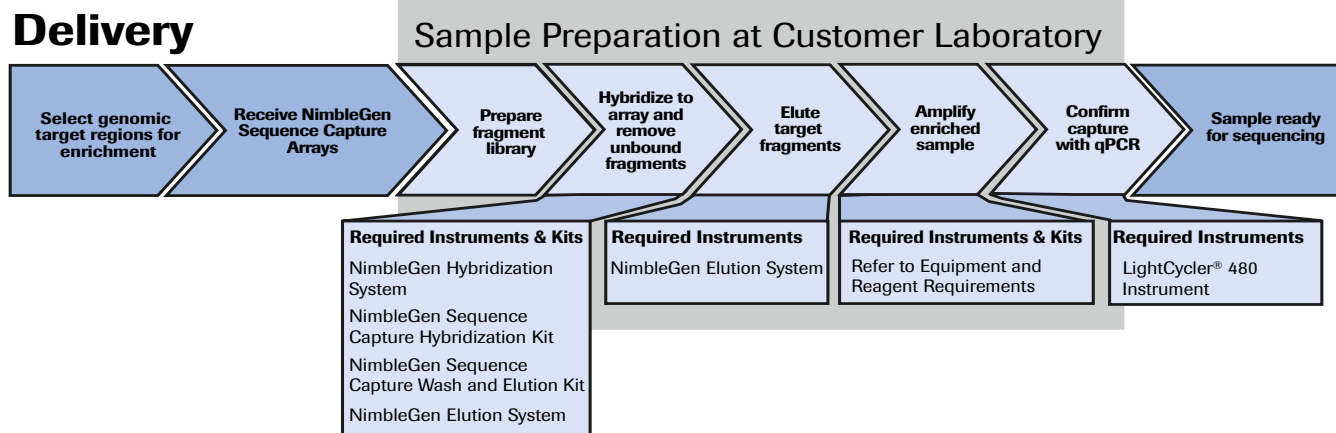 Delivery
Sample Preparation at Customer Laboratory
Select genomic
target regions for
enrichment
Receive NimbleGen
Sequence Capture
Arrays
Prepare
fragment
library
Hybridize to
array and
remove
unbound
fragments
Elute
target
fragments
Amplify
enriched
sample
Confirm
capture
with qPCR
Sample ready
for sequencing
Required Instruments & Kits
NimbleGen Hybridization
System
NimbleGen Sequence
Capture Hybridization Kit
NimbleGen Sequence
Capture Wash and Elution Kit
NimbleGen Elution System
Required Instruments
NimbleGen Elution System
Required Instruments & Kits
Refer to Equipment and
Reagent Requirements
Required Instruments
LightCycler® 480
Instrument